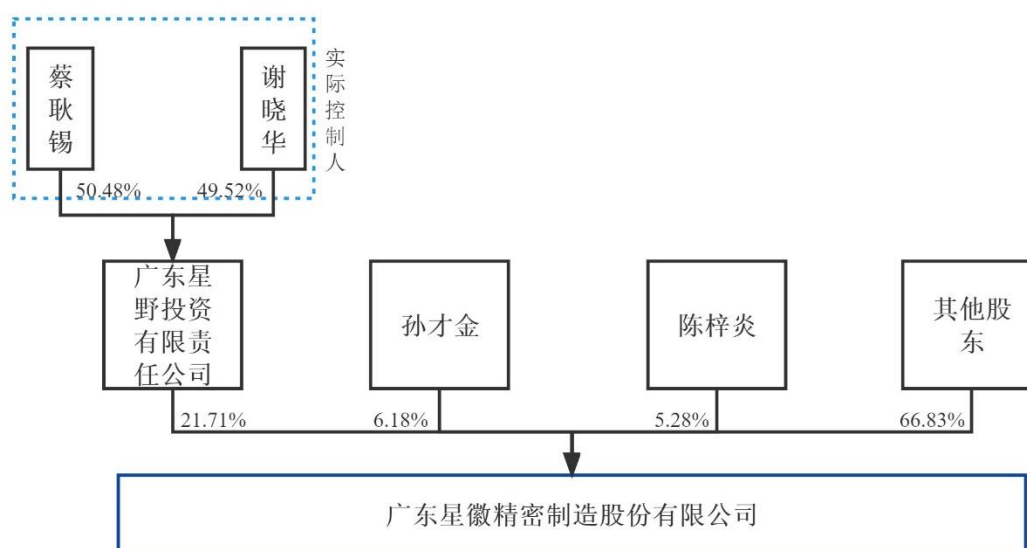 蔡耿锡
谢晓华
实际控制人
50.48%
49.52%
广东星
野投资
有限责
任公司
孙才金
陈梓炎
其他股
东
21.71%
6.18%
5.28%
66.83%
广东星徽精密制造股份有限公司